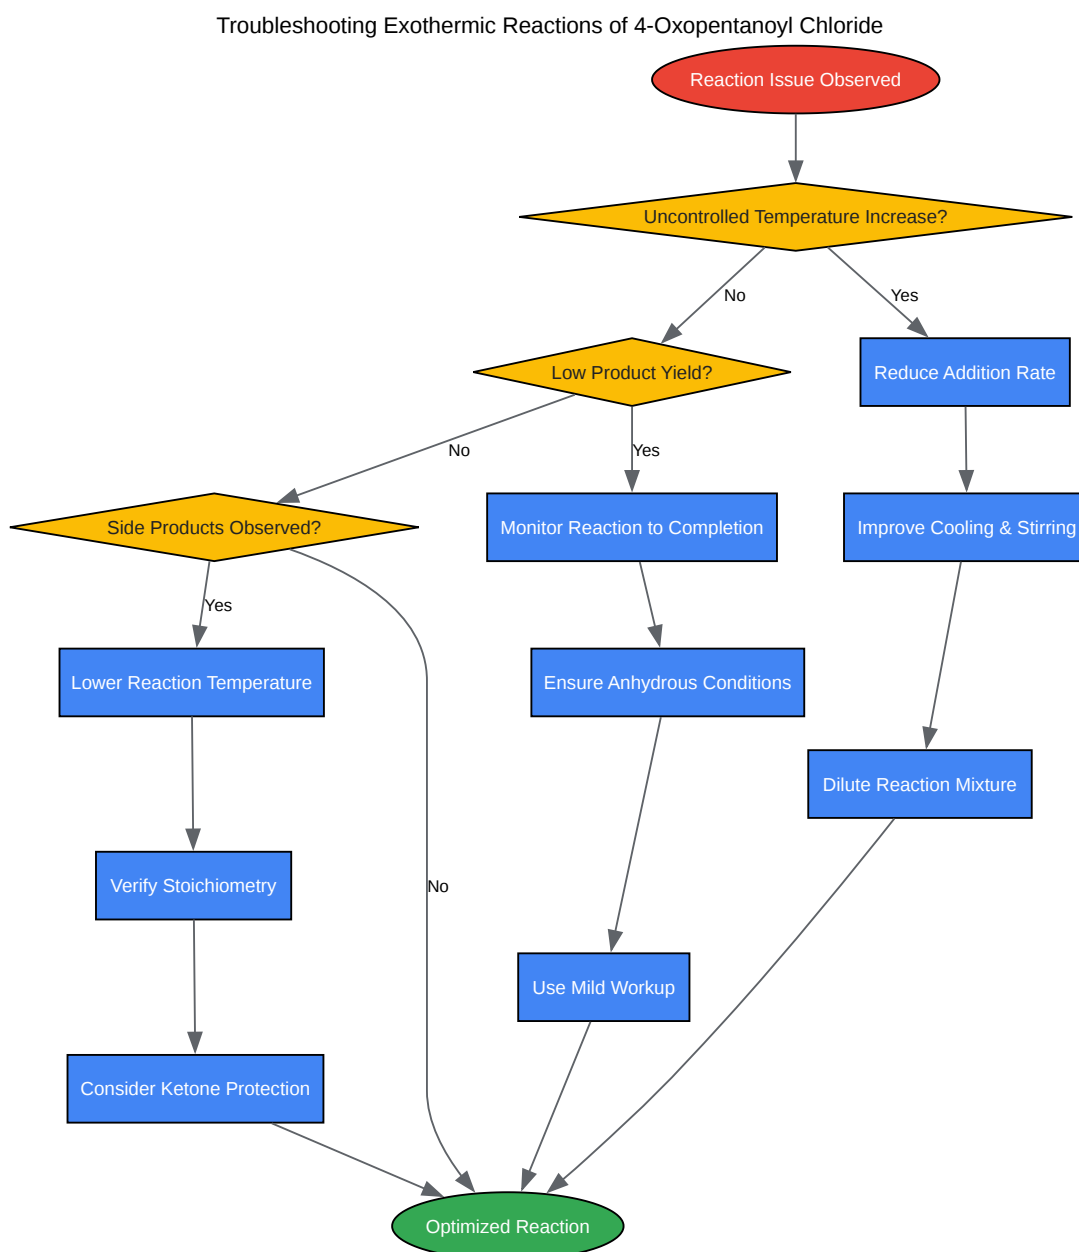 Troubleshooting Exothermic Reactions of 4-Oxopentanoyl Chloride
Reaction Issue Observed
Uncontrolled Temperature Increase?
No
Yes
Low Product Yield?
Reduce Addition Rate
No
Yes
Side Products Observed?
Monitor Reaction to Completion
Improve Cooling & Stirring
Yes
Lower Reaction Temperature
Ensure Anhydrous Conditions
Dilute Reaction Mixture
Verify Stoichiometry
No
Use Mild Workup
Consider Ketone Protection
Optimized Reaction